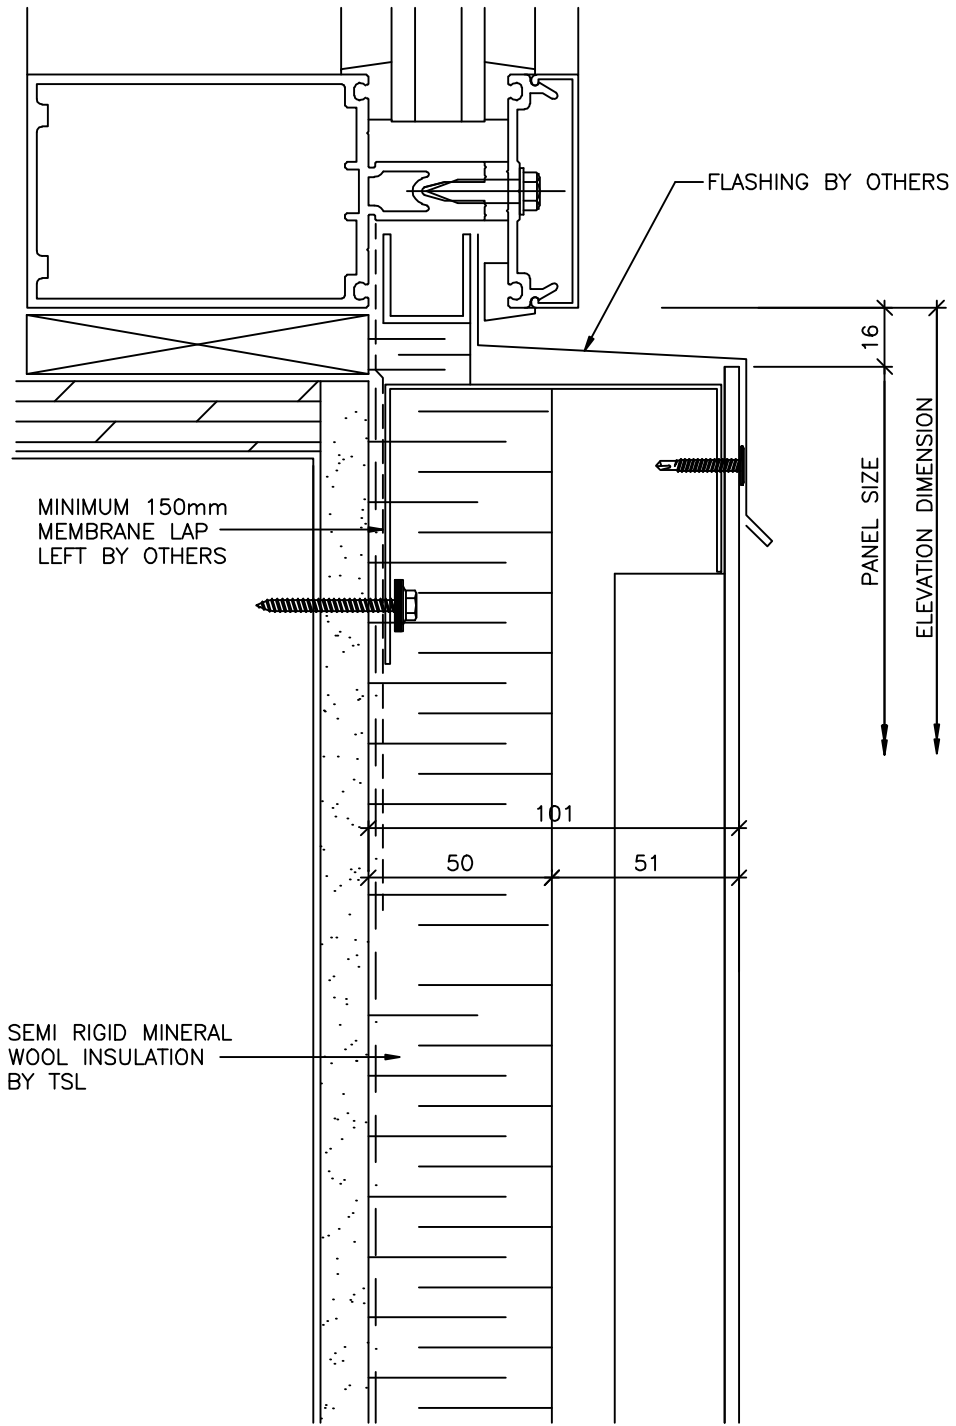 FLASHING BY OTHERS
16
PANEL SIZE
ELEVATION DIMENSION
MINIMUM 150mm
MEMBRANE LAP
LEFT BY OTHERS
101
50
51
SEMI RIGID MINERAL
WOOL INSULATION
BY TSL